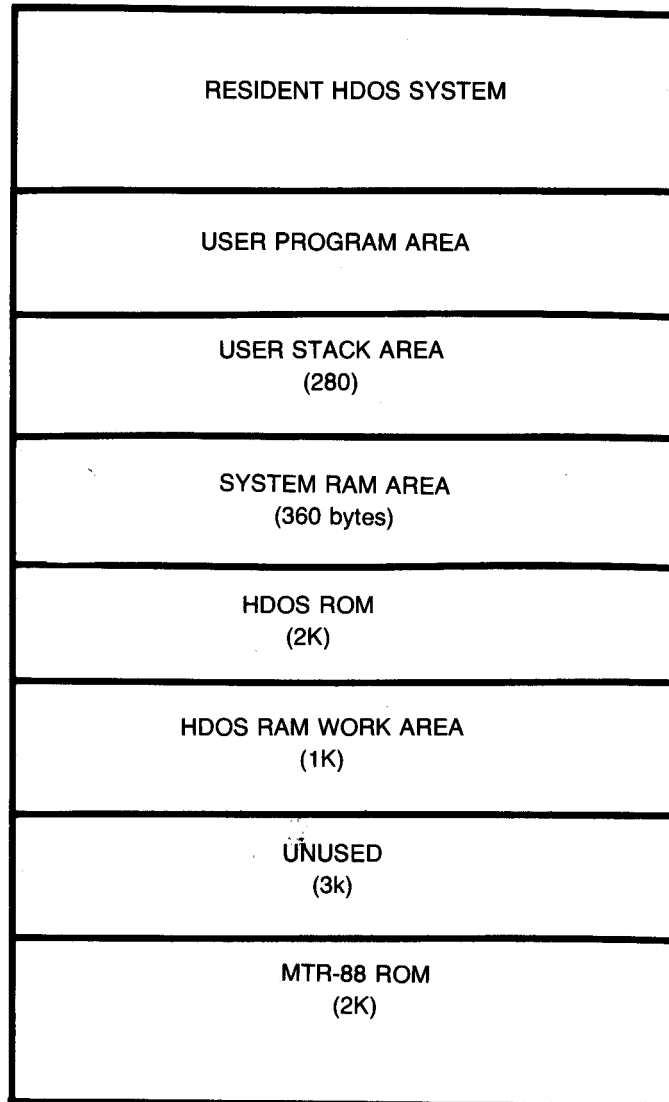 RESIDENT HDOS SYSTEM
USER PROGRAM AREA
USER STACK AREA
(280)
SYSTEM RAM AREA
(360 bytes)
HDOS ROM
(2K)
HDOS RAM WORK AREA
(1K)
UNUSED
(3k)
MTR-88 ROM
(2K)